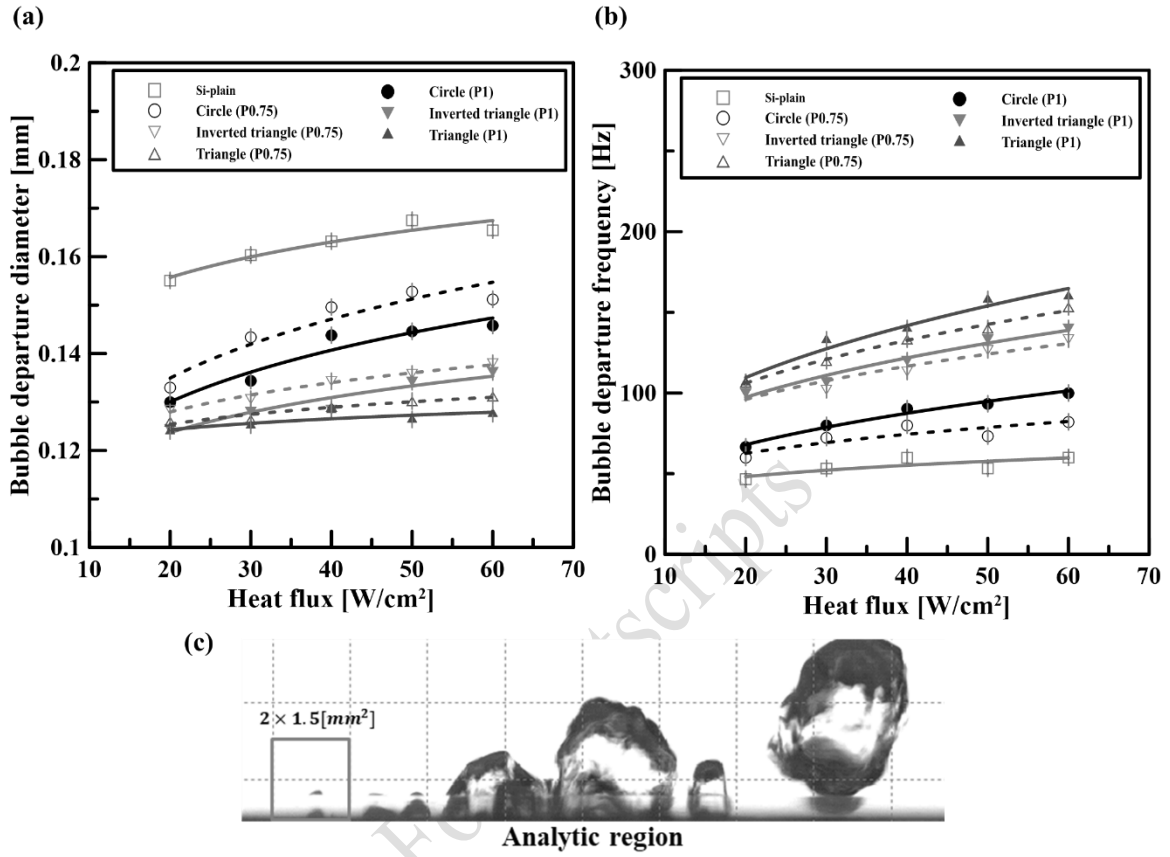 (a)
(b)
0.2
0.18
0.16
0.14
0.12
0.1
Bubble departure diameter [mm]
Si-plain
Circle (P0.75)
Inverted triangle (P0.75)
Triangle (P0.75)
Circle (P1)
Inverted triangle (P1)
Triangle (P1)
10 20 30 40 50 60 70
Heat flux [W/cm²]
300
200
100
0
Bubble departure frequency [Hz]
Si-plain
Circle (P0.75)
Inverted triangle (P0.75)
Triangle (P0.75)
Circle (P1)
Inverted triangle (P1)
Triangle (P1)
10 20 30 40 50 60 70
Heat flux [W/cm²]
(c)
2 × 1.5[mm²]
Analytic region